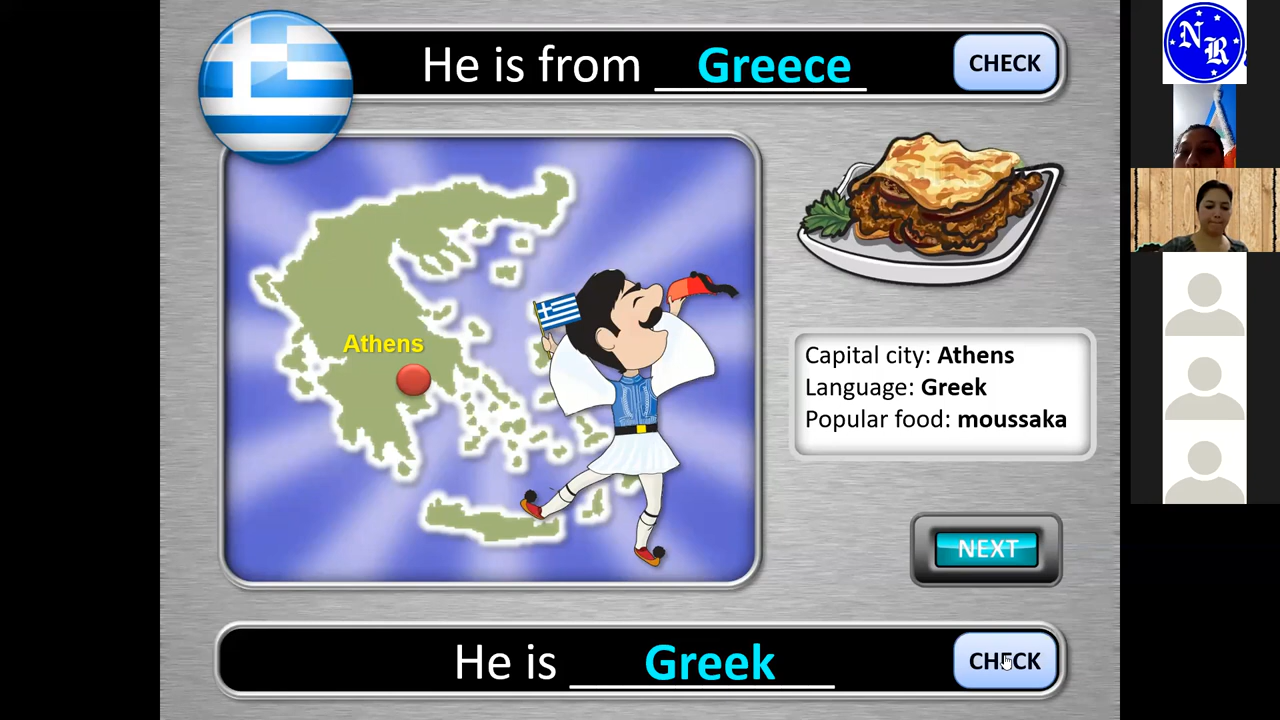 He is from Greece
CHECK
NR
Athens
Capital city: Athens
Language: Greek
Popular food: moussaka
NEXT
He is Greek
CHECK